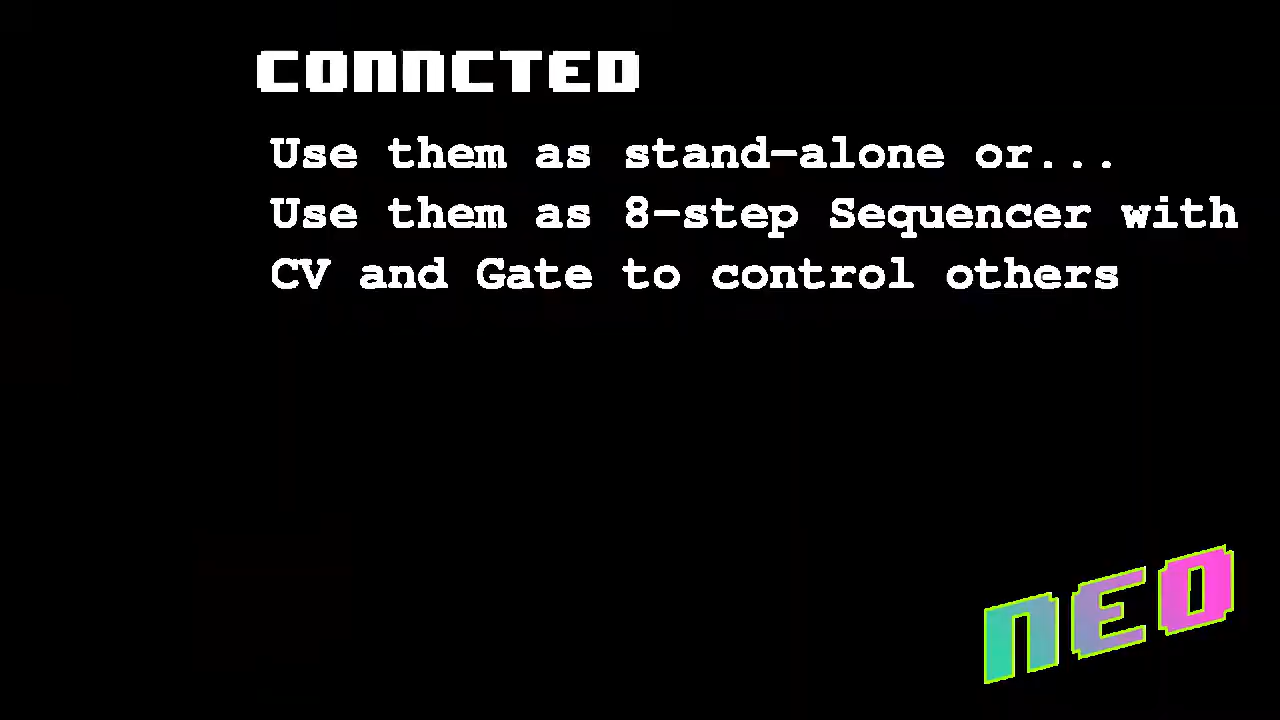 CONNCTED
Use them as stand-alone or...
Use them as 8-step Sequencer with
CV and Gate to control others
NEO